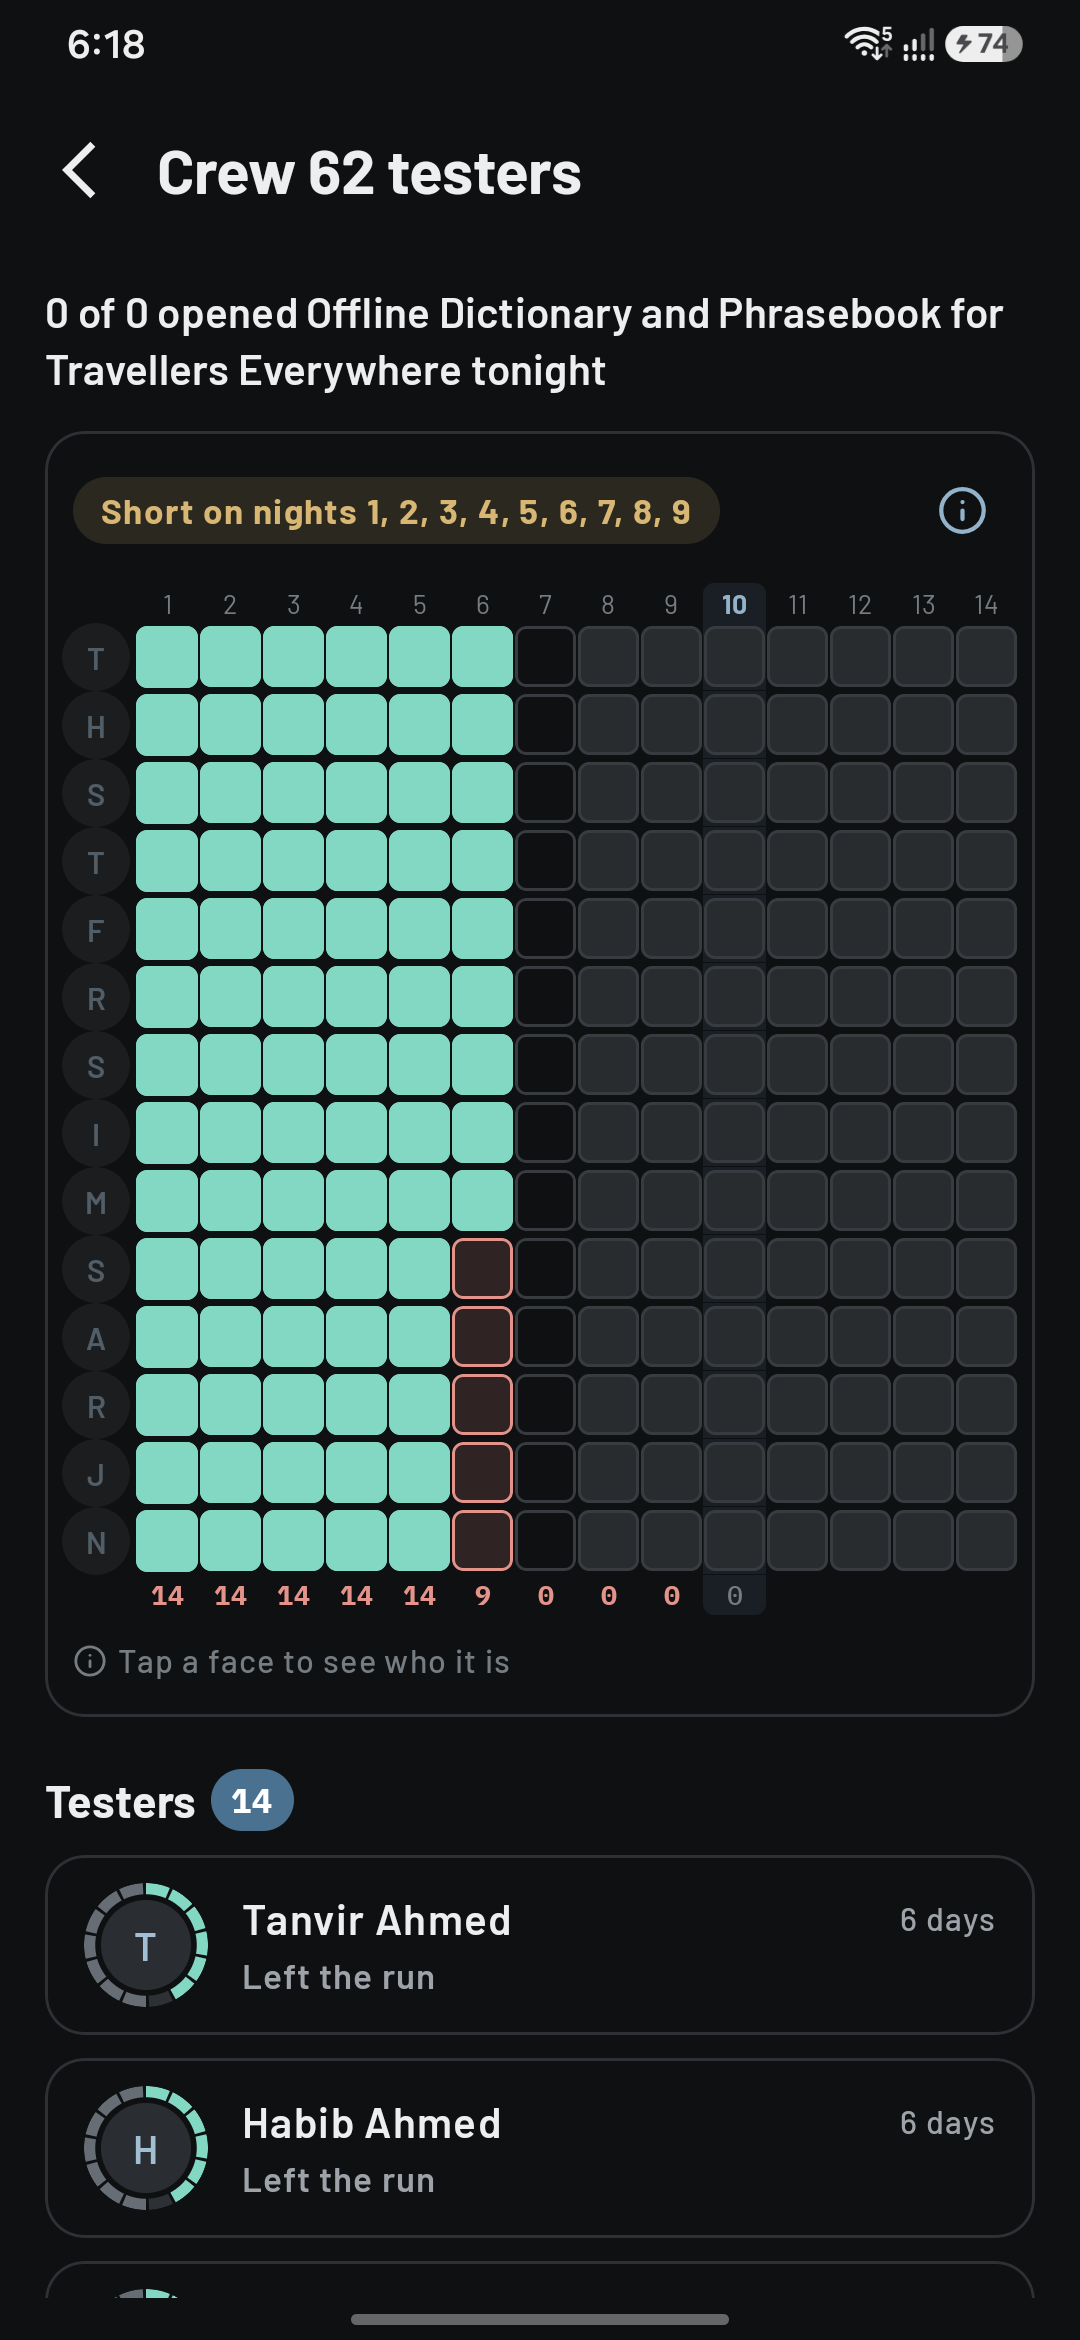 6:18
5
74
Crew 62 testers
0 of 0 opened Offline Dictionary and Phrasebook for
Travellers Everywhere tonight
Short on nights 1, 2, 3, 4, 5, 6, 7, 8, 9
1 2 3 4 5 6 7 8 9 10 11 12 13 14
T
H
S
T
F
R
S
I
M
S
A
R
J
N
14 14 14 14 14 9 0 0 0 0
Tap a face to see who it is
Testers 14
T
Tanvir Ahmed
6 days
Left the run
H
Habib Ahmed
6 days
Left the run